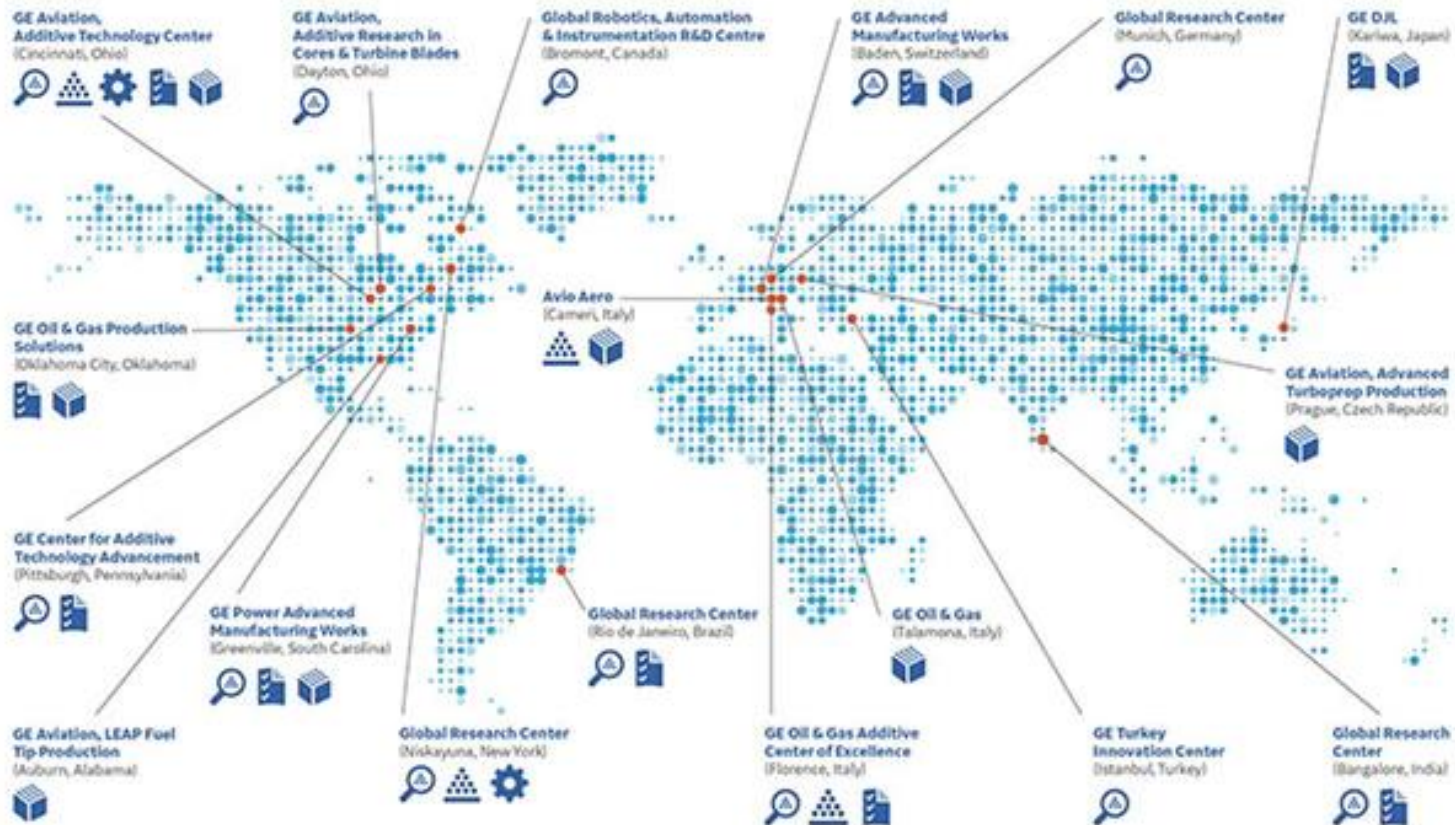 GE Aviation,
Additive Technology Center
(Cincinnati, Ohio)
GE Aviation,
Additive Research in
Cores & Turbine Blades
(Dayton, Ohio)
Global Robotics, Automation
& Instrumentation R&D Centre
(Bromont, Canada)
GE Advanced
Manufacturing Works
(Baden, Switzerland)
Global Research Center
(Munich, Germany)
GE DJL
(Kariwa, Japan)
Avio Aero
(Cameri, Italy)
GE Oil & Gas Production
Solutions
(Oklahoma City, Oklahoma)
GE Aviation, Advanced
Turboprop Production
(Prague, Czech Republic)
GE Center for Additive
Technology Advancement
(Pittsburgh, Pennsylvania)
GE Power Advanced
Manufacturing Works
(Greenville, South Carolina)
Global Research Center
(Rio de Janeiro, Brazil)
GE Oil & Gas
(Talamona, Italy)
GE Aviation, LEAP Fuel
Tip Production
(Auburn, Alabama)
Global Research Center
(Niskayuna, New York)
GE Oil & Gas Additive
Center of Excellence
(Florence, Italy)
GE Turkey
Innovation Center
(Istanbul, Turkey)
Global Research
Center
(Bangalore, India)